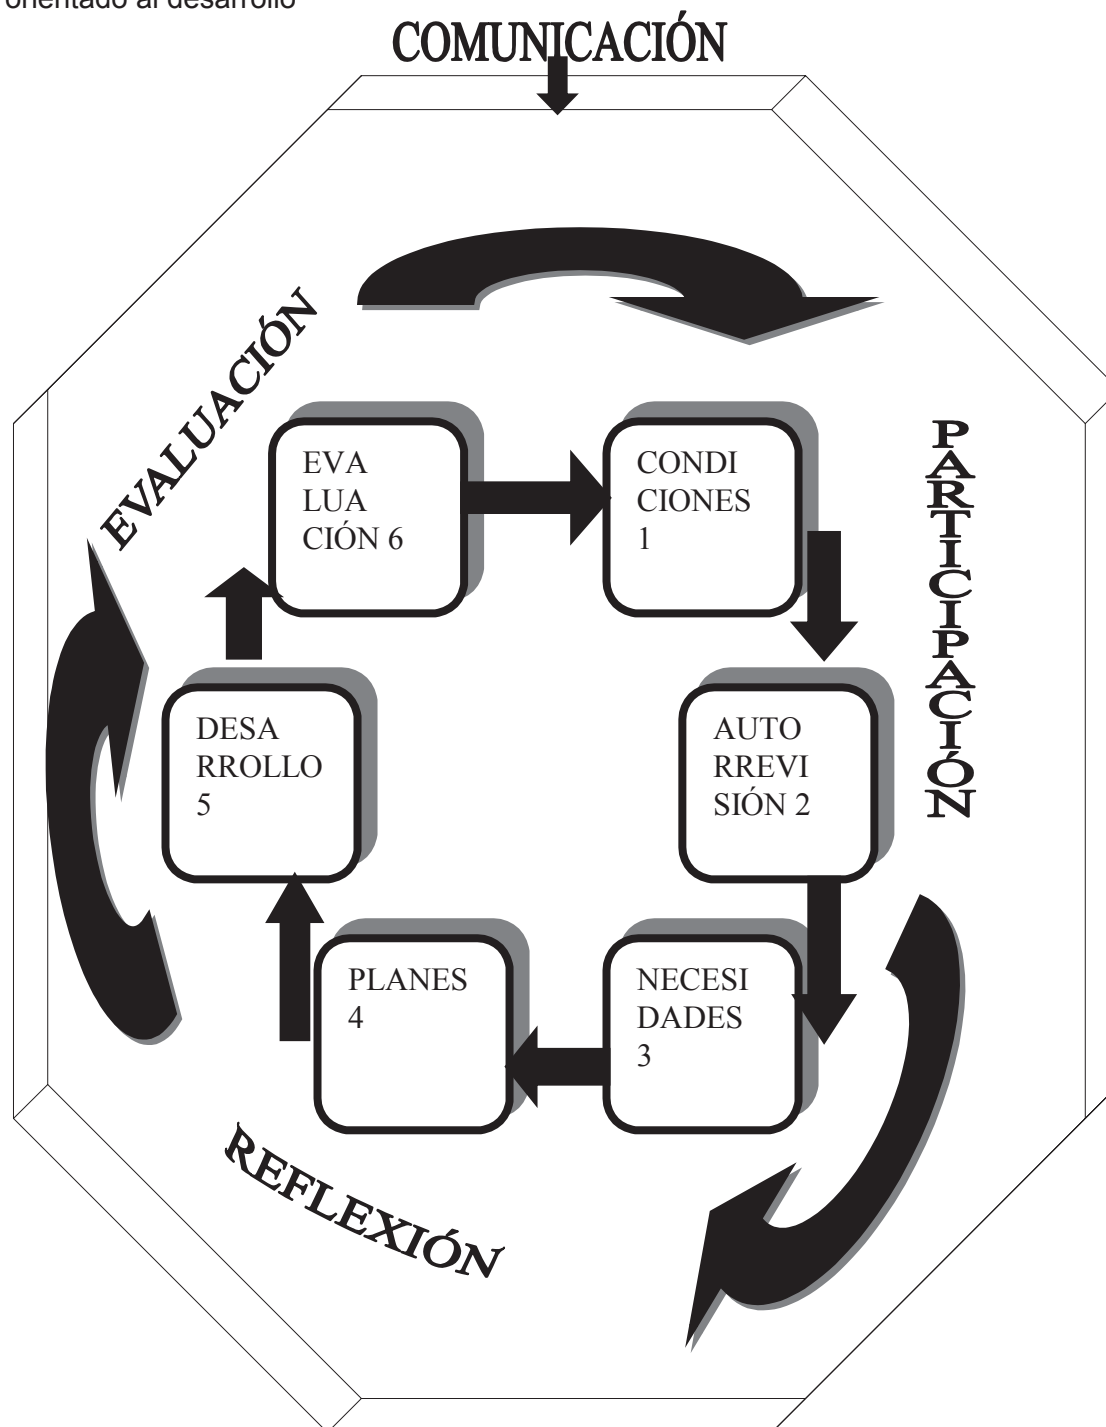 orientado al desarrollo
COMUNICACIÓN
EVALUACIÓN
PARTICIPACIÓN
EVA
LUA
CIÓN 6
CONDI
CIONES
1
DESA
RROLLO
5
AUTO
RREVI
SIÓN 2
PLANES
4
NECESI
DADES
3
REFLEXIÓN